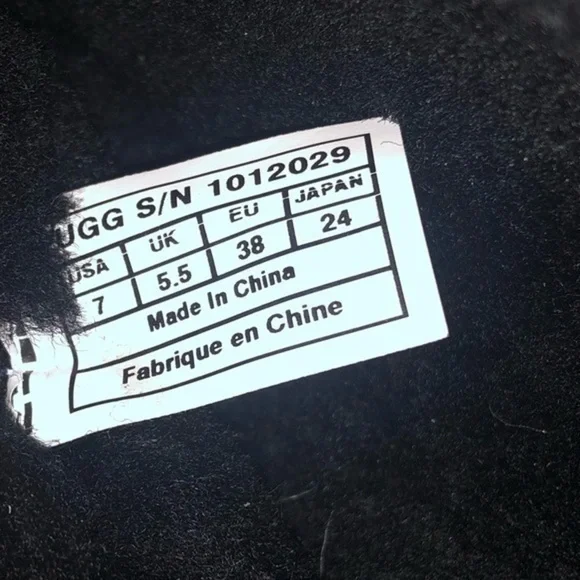 UGG S/N 1012029
USA UK EU JAPAN
7 5.5 38 24
Made In China
Fabrique en Chine